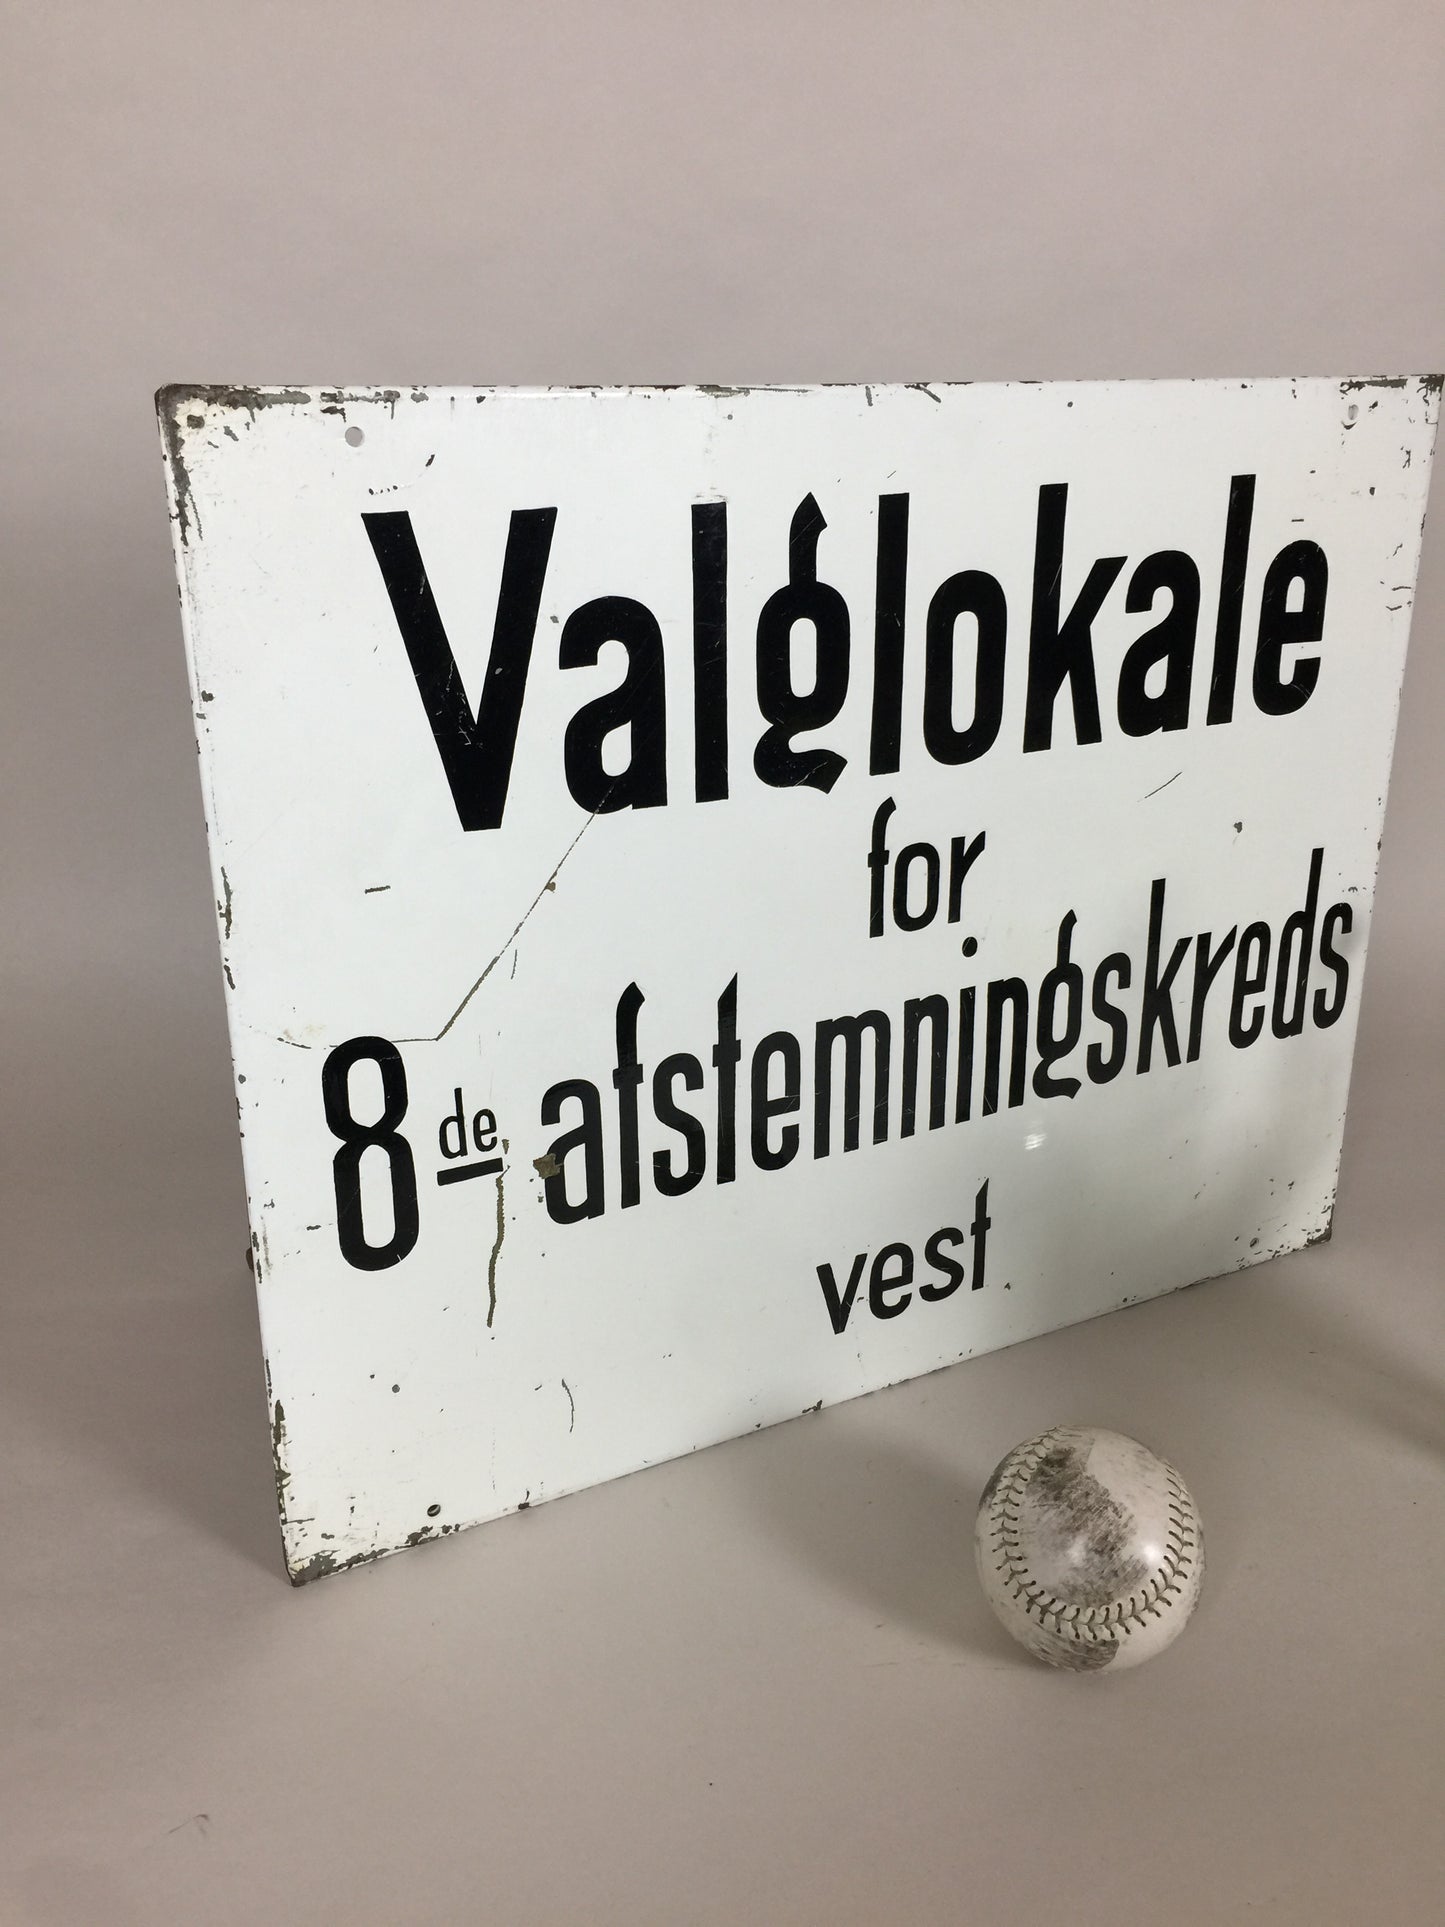 Valglokale
for
8de afstemningskreds
vest